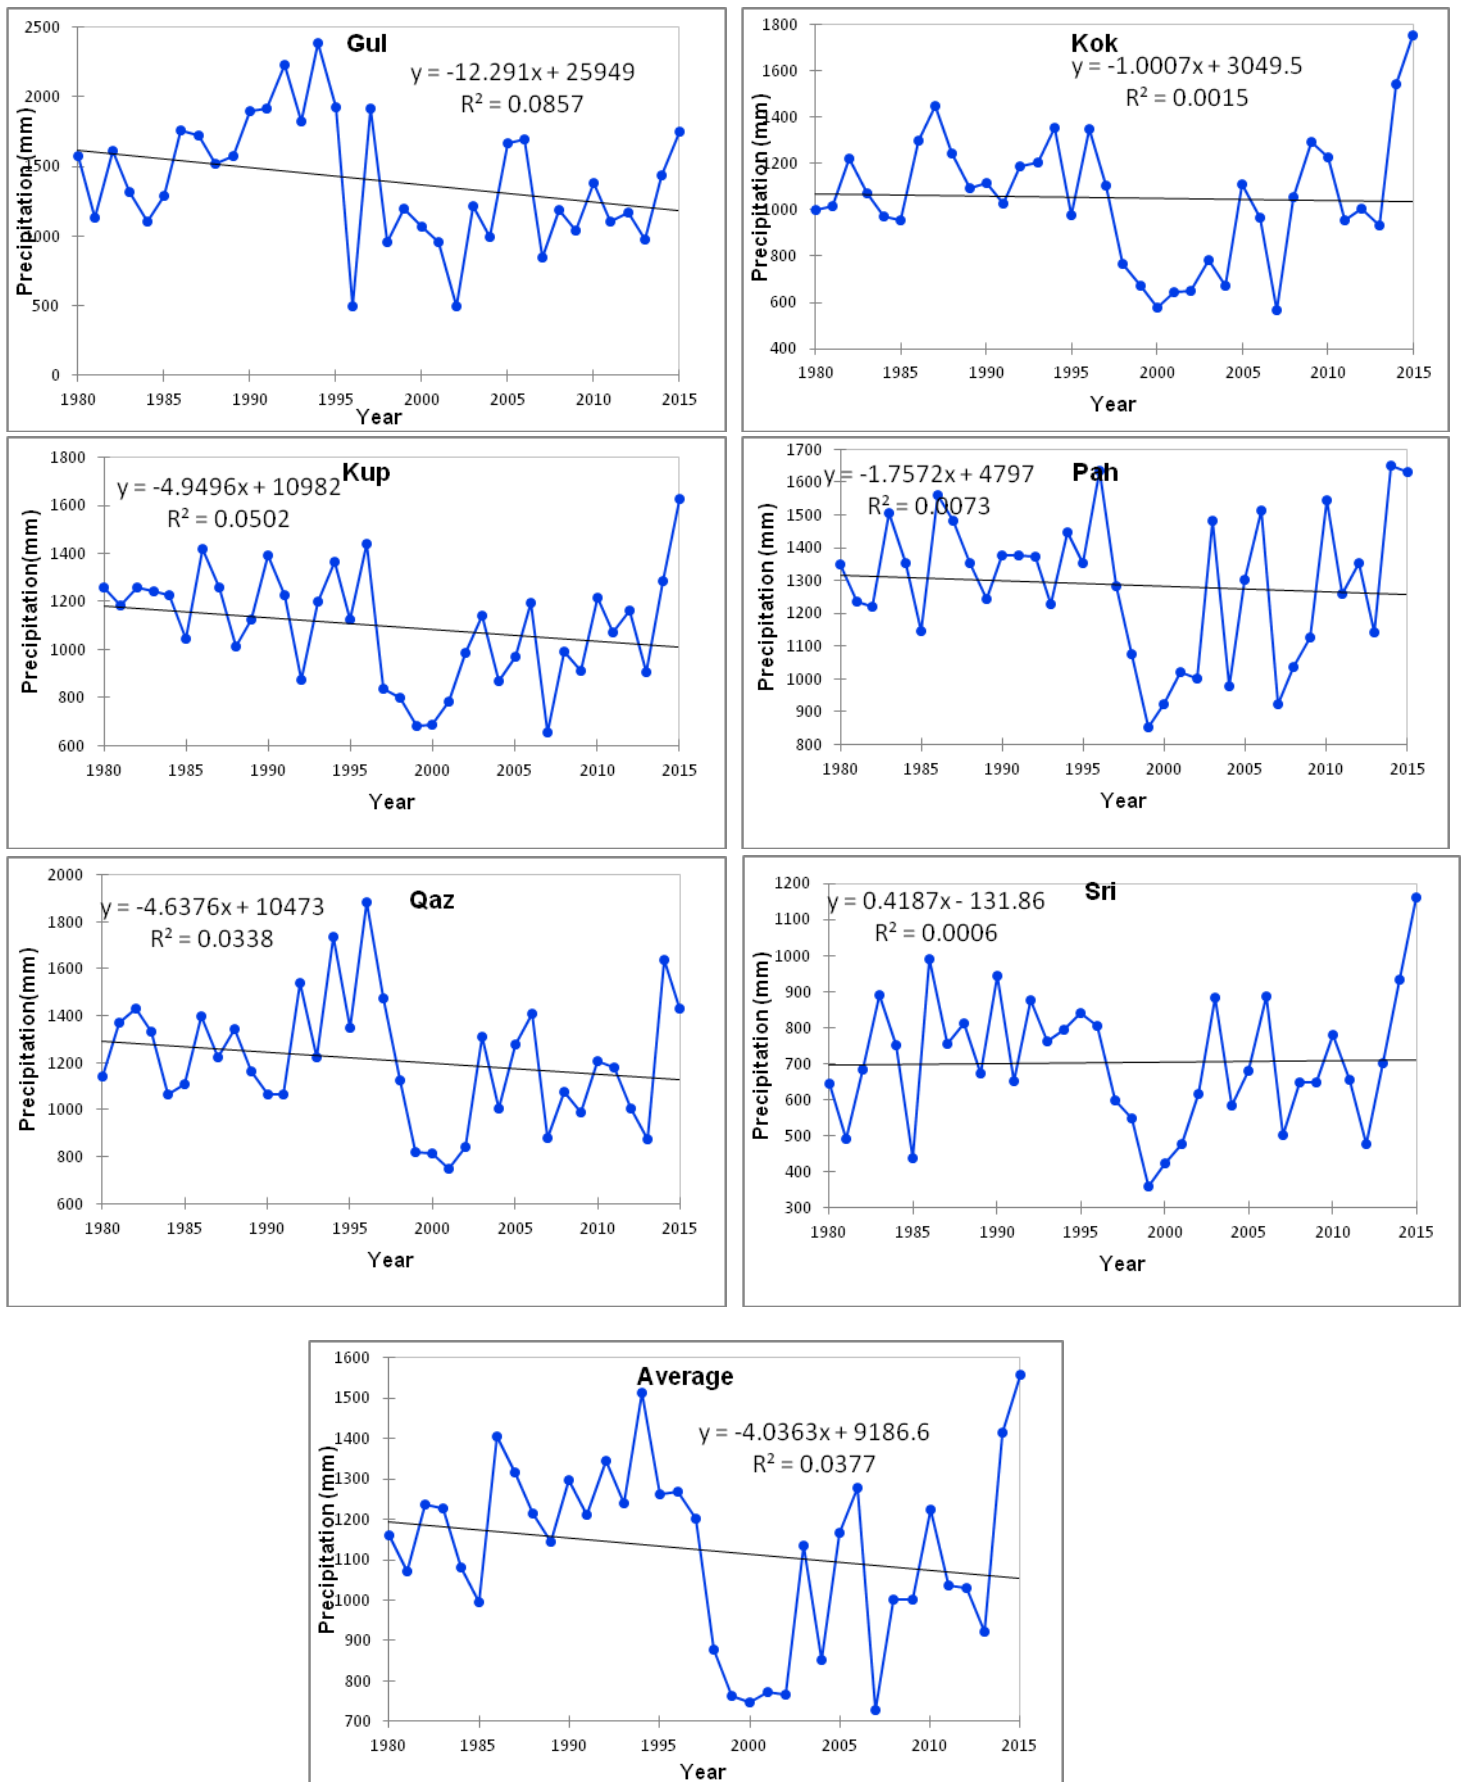 Gul
y = -12.291x + 25949
R² = 0.0857
Precipitation (mm)
2500
2000
1500
1000
500
0
1980 1985 1990 1995 2000 2005 2010 2015
Year
Kok
y = -1.0007x + 3049.5
R² = 0.0015
Precipitation (mm)
1800
1600
1400
1200
1000
800
600
400
1980 1985 1990 1995 2000 2005 2010 2015
Year
Kup
y = -4.9496x + 10982
R² = 0.0502
Precipitation(mm)
1800
1600
1400
1200
1000
800
600
1980 1985 1990 1995 2000 2005 2010 2015
Year
Pah
y = -1.7572x + 4797
R² = 0.0073
Precipitation (mm)
1700
1600
1500
1400
1300
1200
1100
1000
900
800
1980 1985 1990 1995 2000 2005 2010 2015
Year
Qaz
y = -4.6376x + 10473
R² = 0.0338
Precipitation(mm)
2000
1800
1600
1400
1200
1000
800
600
1980 1985 1990 1995 2000 2005 2010 2015
Year
Sri
y = 0.4187x - 131.86
R² = 0.0006
Precipitation (mm)
1200
1100
1000
900
800
700
600
500
400
300
1980 1985 1990 1995 2000 2005 2010 2015
Year
Average
y = -4.0363x + 9186.6
R² = 0.0377
Precipitation (mm)
1600
1500
1400
1300
1200
1100
1000
900
800
700
1980 1985 1990 1995 2000 2005 2010 2015
Year